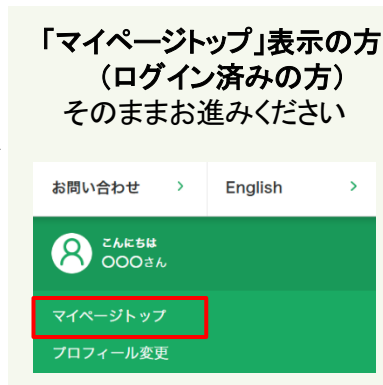 「マイページトップ」表示の方
（ログイン済みの方）
そのままお進みください
お問い合わせ >
English >
こんにちは
〇〇〇さん
マイページトップ
プロフィール変更